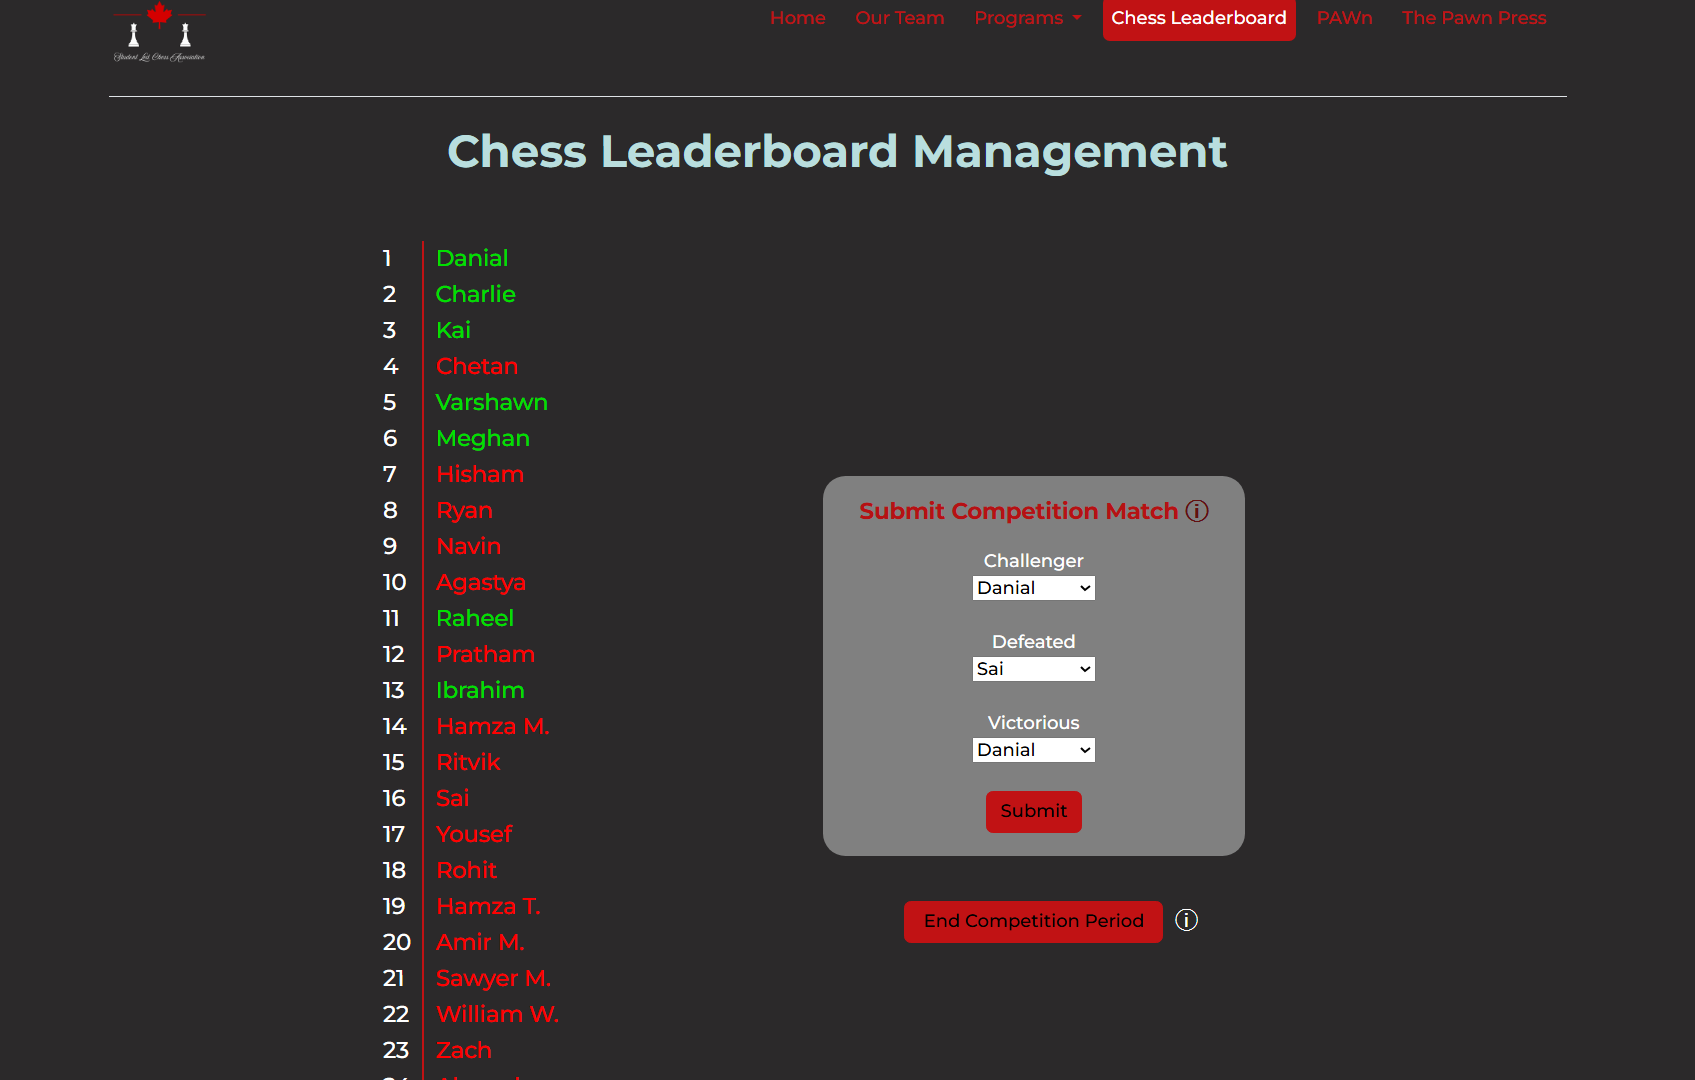 Student Led Chess Association
Home Our Team Programs Chess Leaderboard PAWn The Pawn Press
Chess Leaderboard Management
1 Danial
2 Charlie
3 Kai
4 Chetan
5 Varshawn
6 Meghan
7 Hisham
8 Ryan
9 Navin
10 Agastya
11 Raheel
12 Pratham
13 Ibrahim
14 Hamza M.
15 Ritvik
16 Sai
17 Yousef
18 Rohit
19 Hamza T.
20 Amir M.
21 Sawyer M.
22 William W.
23 Zach
Submit Competition Match
Challenger
Danial
Defeated
Sai
Victorious
Danial
Submit
End Competition Period